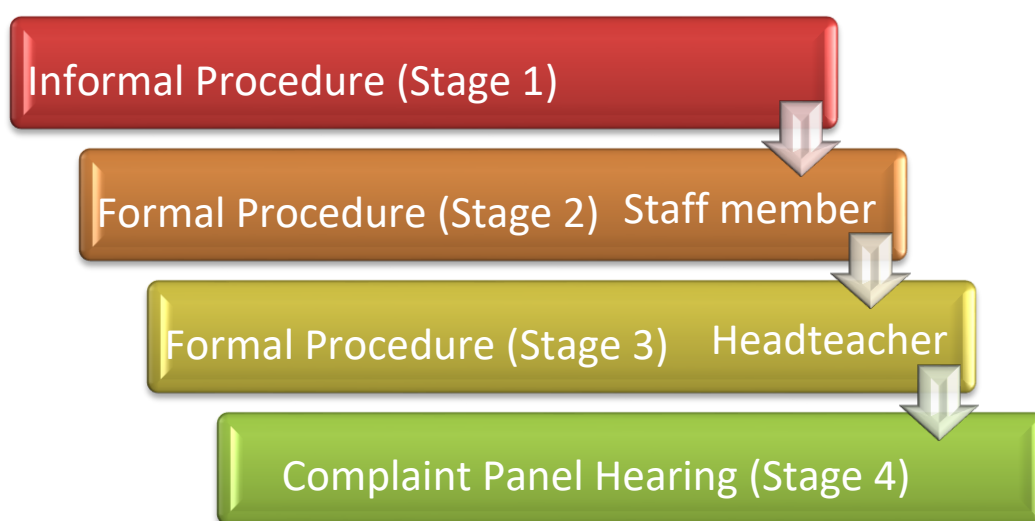 Informal Procedure (Stage 1)
Formal Procedure (Stage 2) Staff member
Formal Procedure (Stage 3) Headteacher
Complaint Panel Hearing (Stage 4)